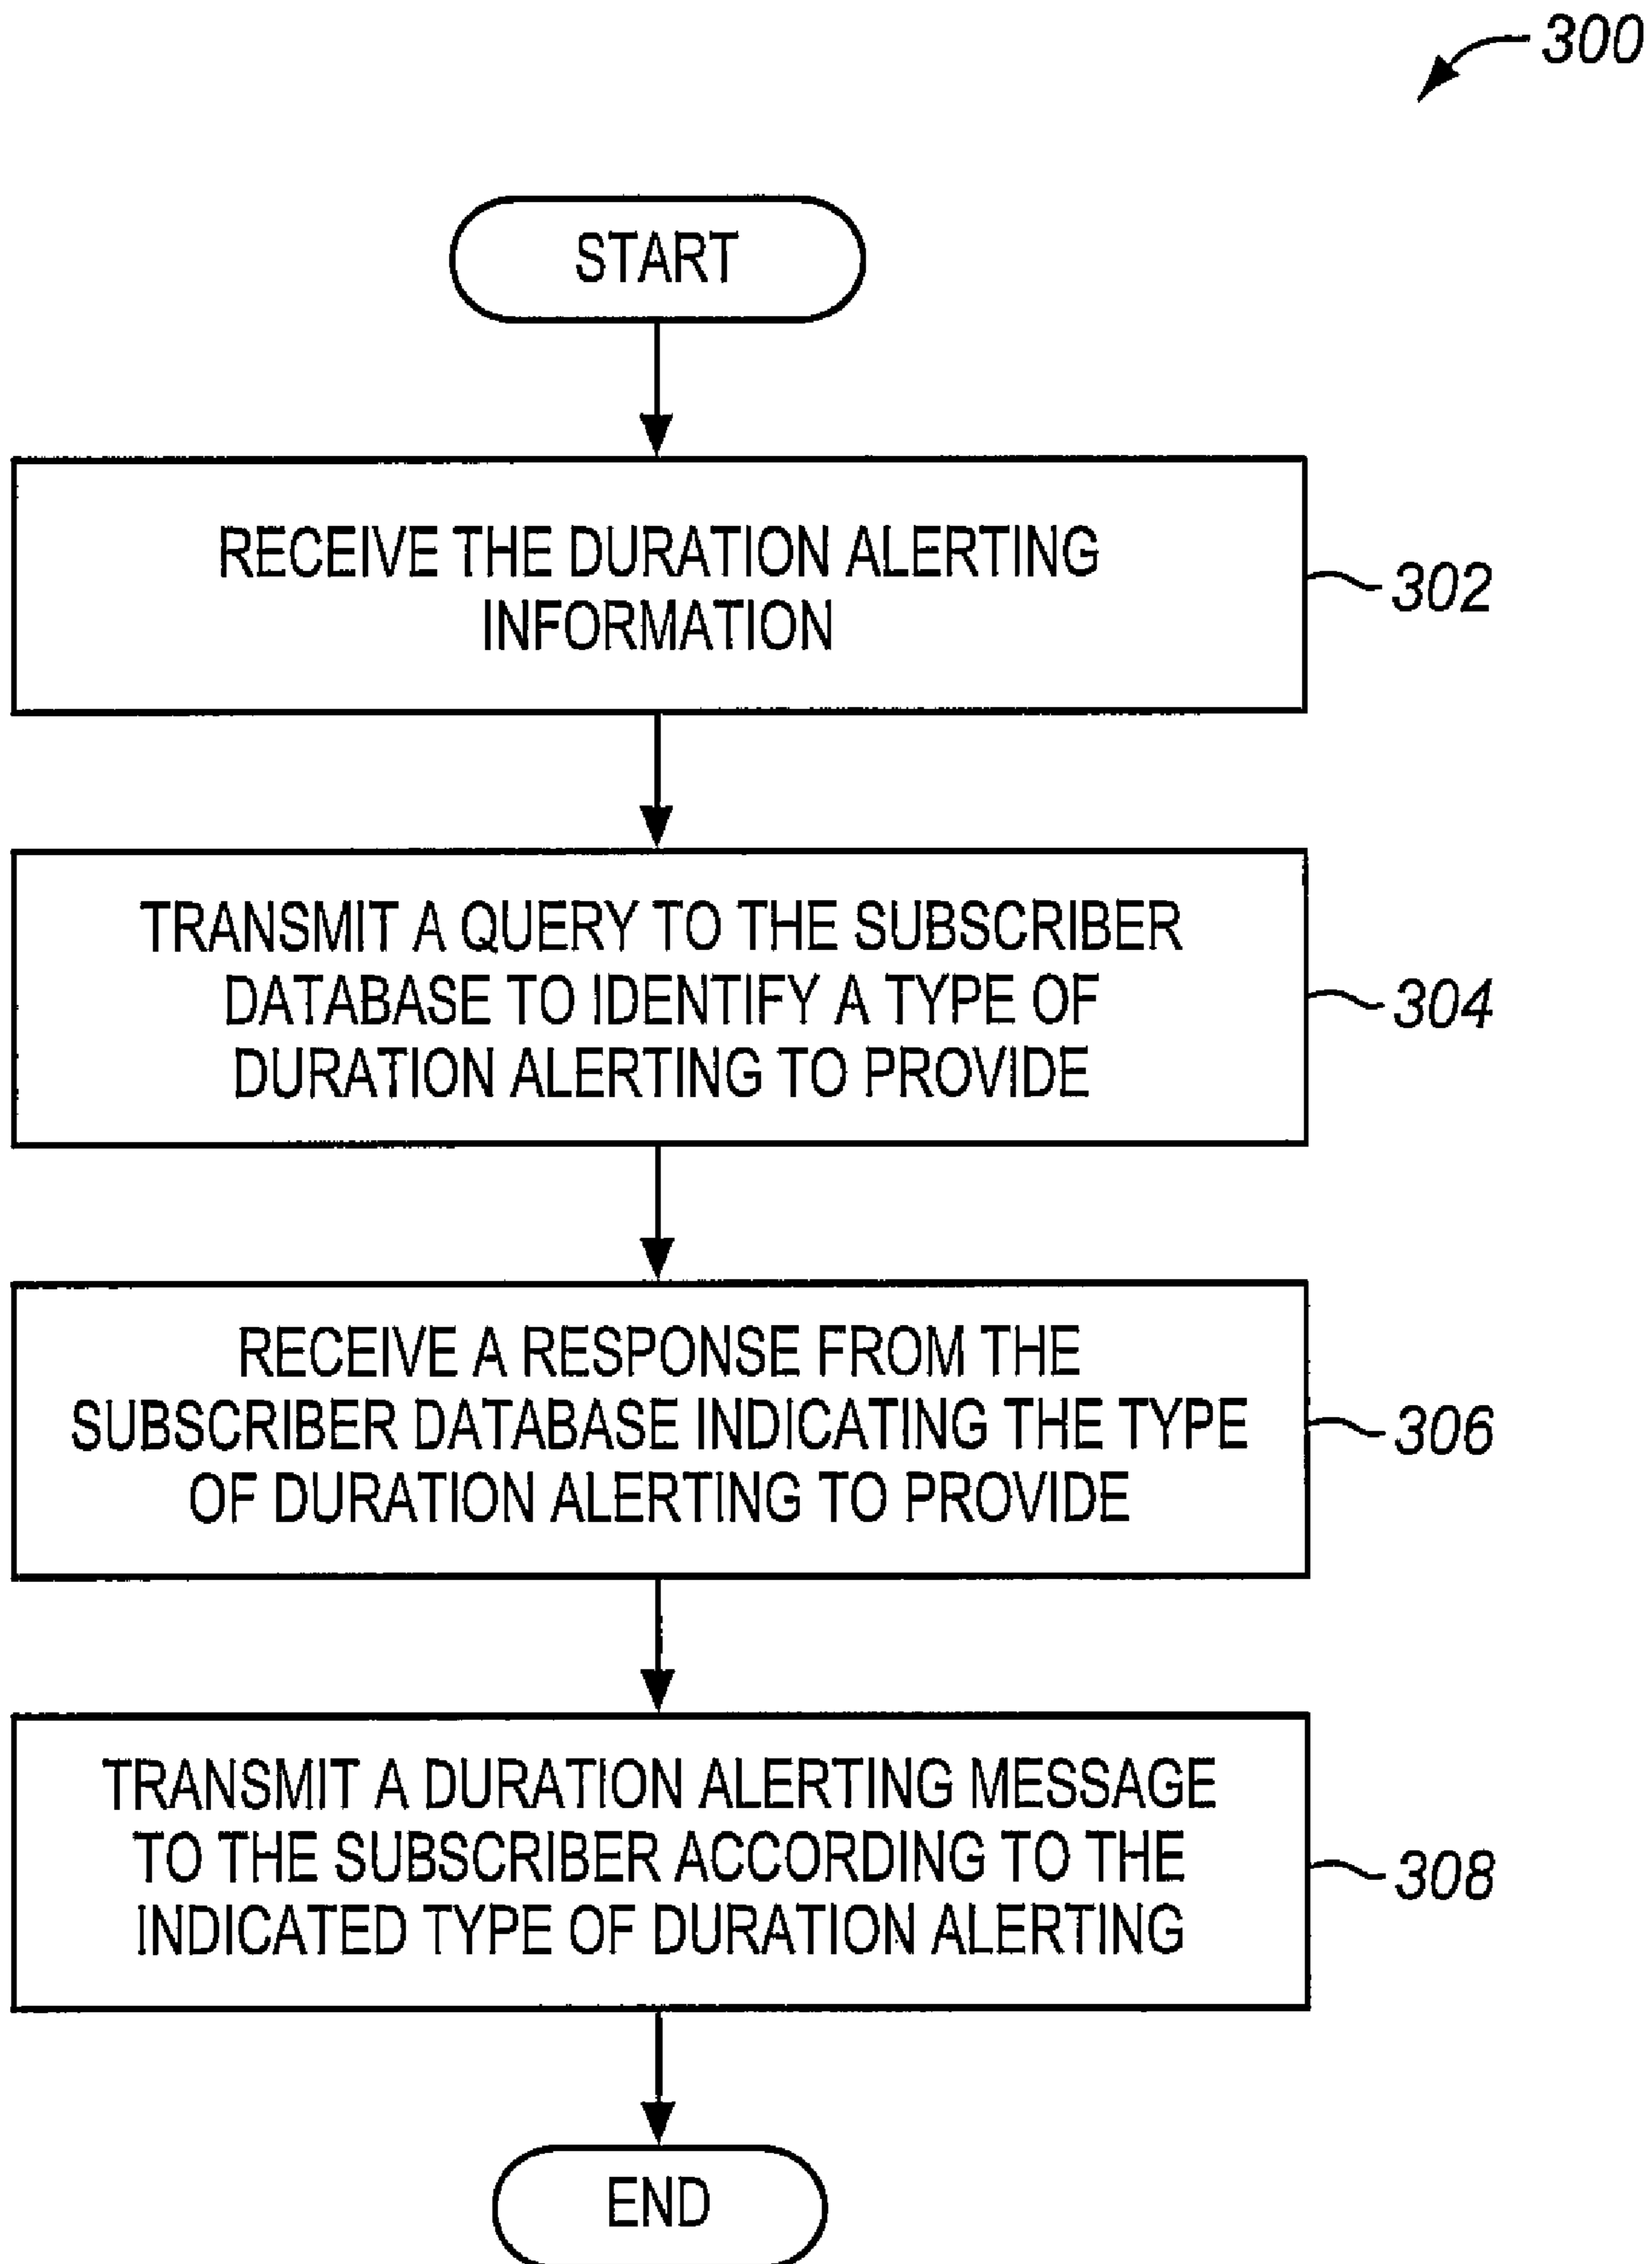 300
START
RECEIVE THE DURATION ALERTING
INFORMATION
302
TRANSMIT A QUERY TO THE SUBSCRIBER
DATABASE TO IDENTIFY A TYPE OF
DURATION ALERTING TO PROVIDE
304
RECEIVE A RESPONSE FROM THE
SUBSCRIBER DATABASE INDICATING THE TYPE
OF DURATION ALERTING TO PROVIDE
306
TRANSMIT A DURATION ALERTING MESSAGE
TO THE SUBSCRIBER ACCORDING TO THE
INDICATED TYPE OF DURATION ALERTING
308
END